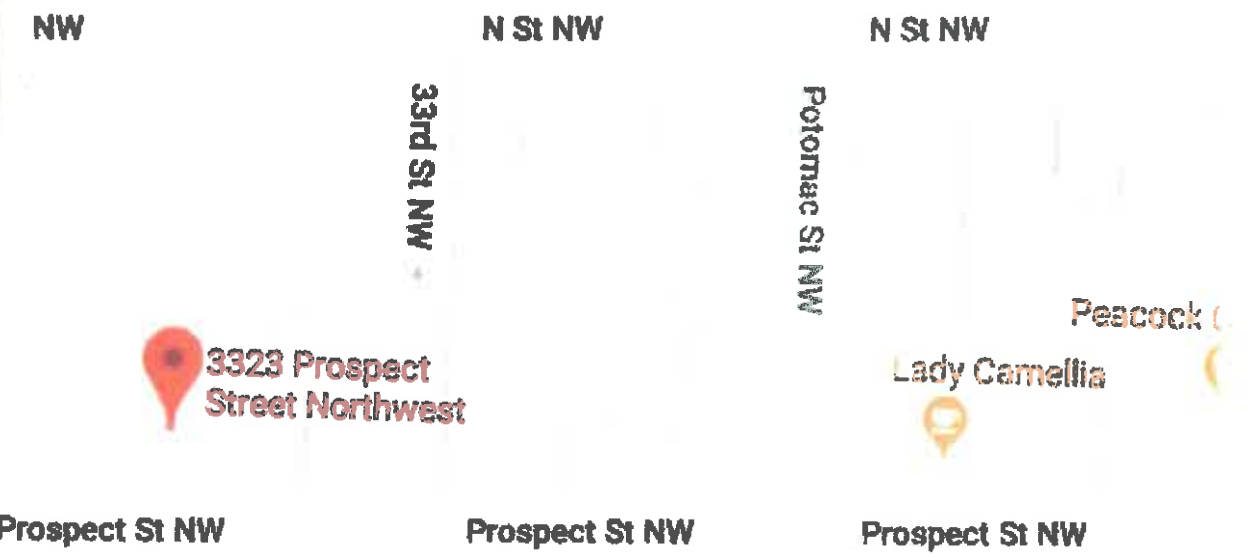 NW
N St NW
N St NW
33rd St NW
Potomac St NW
Peacock
Lady Camellia
3323 Prospect
Street Northwest
Prospect St NW
Prospect St NW
Prospect St NW